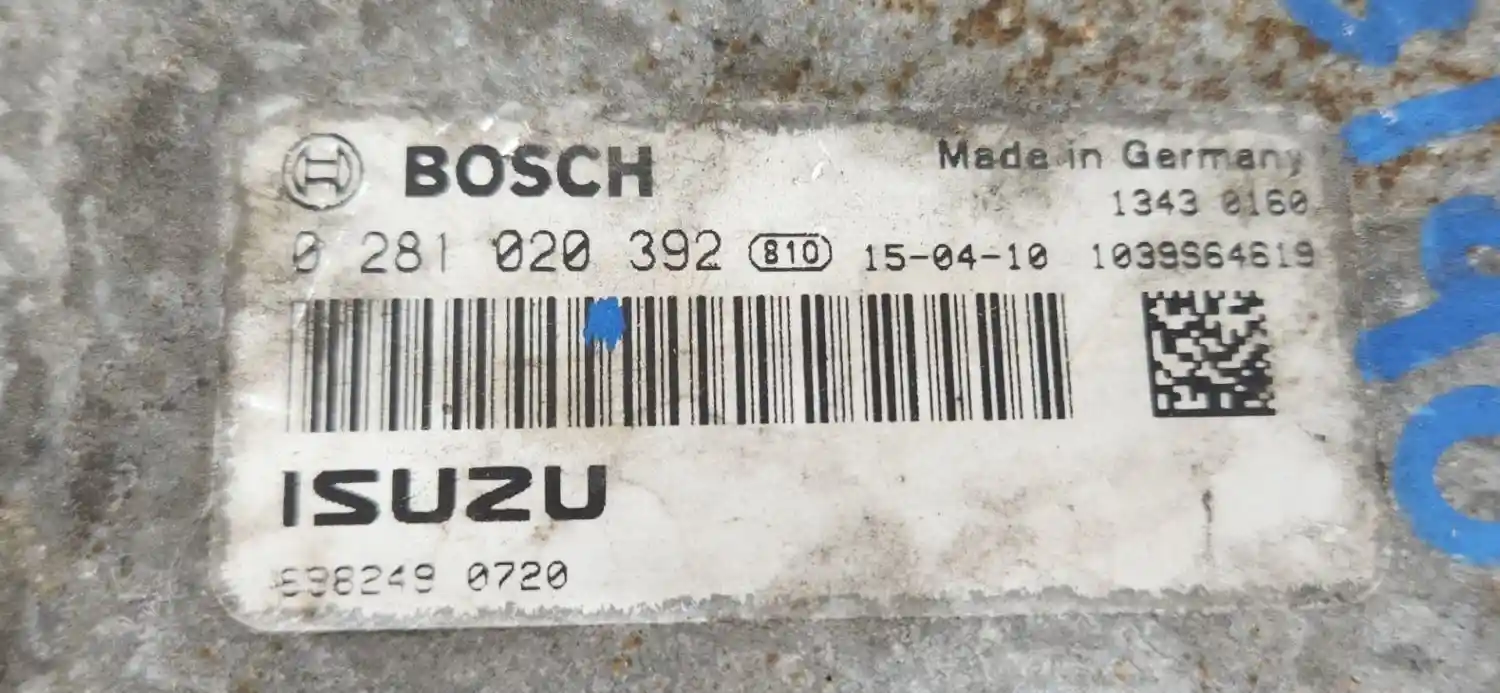 BOSCH
Made in Germany
1343 0160
0 281 020 392 810 15-04-10 1039S64619
ISUZU
898249 0720